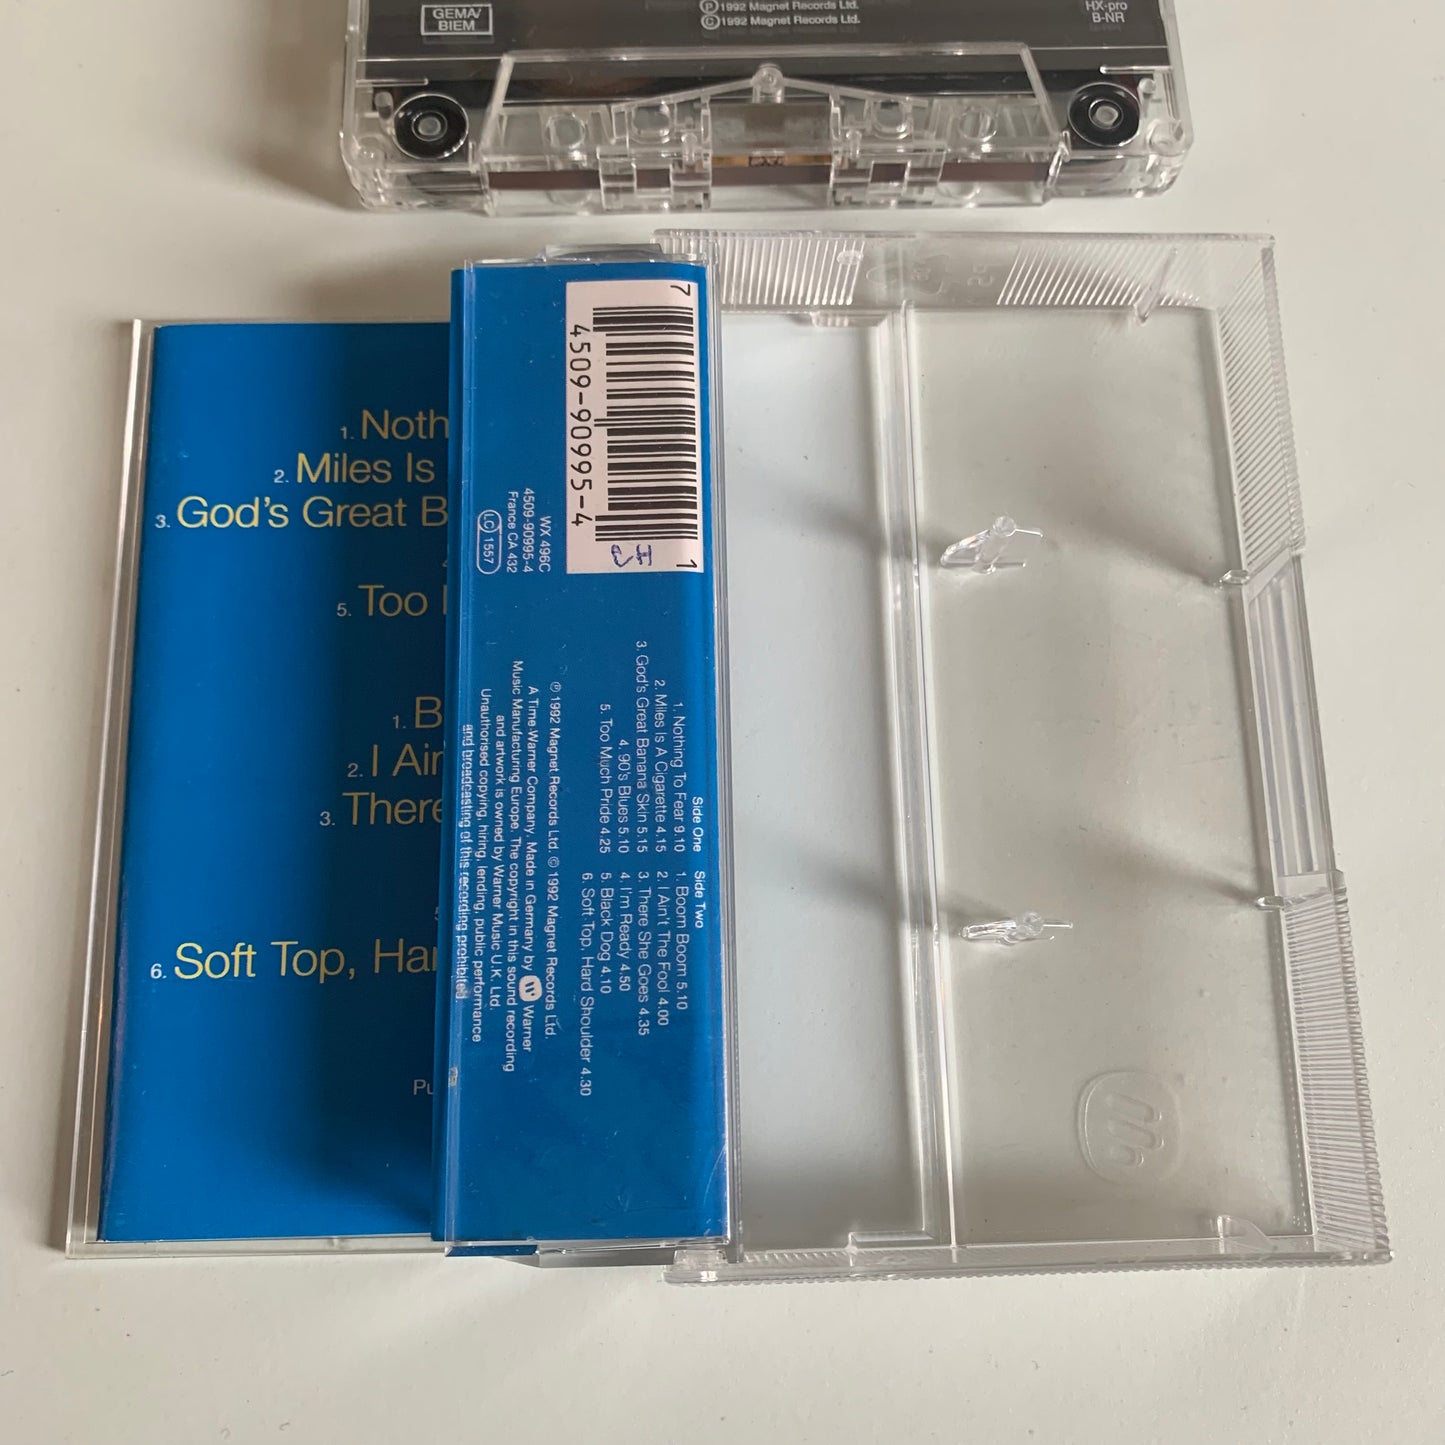 GEMA/
BIEM
℗1992 Magnet Records Ltd.
©1992 Magnet Records Ltd.
HX-pro
B-NR
1. Noth
2. Miles Is
3. God's Great B
5. Too
1. B
2. I Ain
3. There
6. Soft Top, Har
Pu
7
4509-90995-4
1
WX 496C
4509-90995-4
France CA 432
LC 1557
Side One
1. Nothing To Fear 9.10
2. Miles Is A Cigarette 4.15
3. God's Great Banana Skin 5.15
4. 90's Blues 5.10
5. Too Much Pride 4.25
Side Two
1. Boom Boom 5.10
2. I Ain't The Fool 4.00
3. There She Goes 4.35
4. I'm Ready 4.50
5. Black Dog 4.10
6. Soft Top, Hard Shoulder 4.30
℗ 1992 Magnet Records Ltd. © 1992 Magnet Records Ltd.
A Time Warner Company. Made in Germany by Warner
Music Manufacturing Europe. The copyright in this sound recording
and artwork is owned by Warner Music U.K. Ltd.
Unauthorised copying, hiring, lending, public performance
and broadcasting of this recording prohibited.